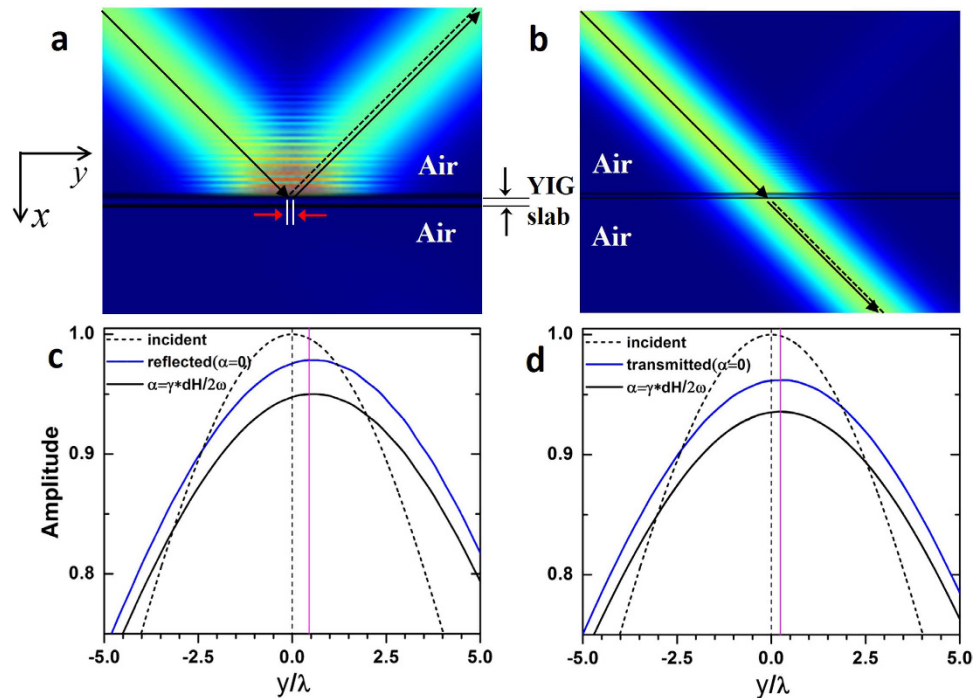 a
b
y
x
Air
Air
YIG
slab
Air
Air
c
incident
reflected(α=0)
α=γ*dH/2ω
Amplitude
1.0
0.9
0.8
-5.0
-2.5
0.0
2.5
5.0
y/λ
d
incident
transmitted(α=0)
α=γ*dH/2ω
1.0
0.9
0.8
-5.0
-2.5
0.0
2.5
5.0
y/λ